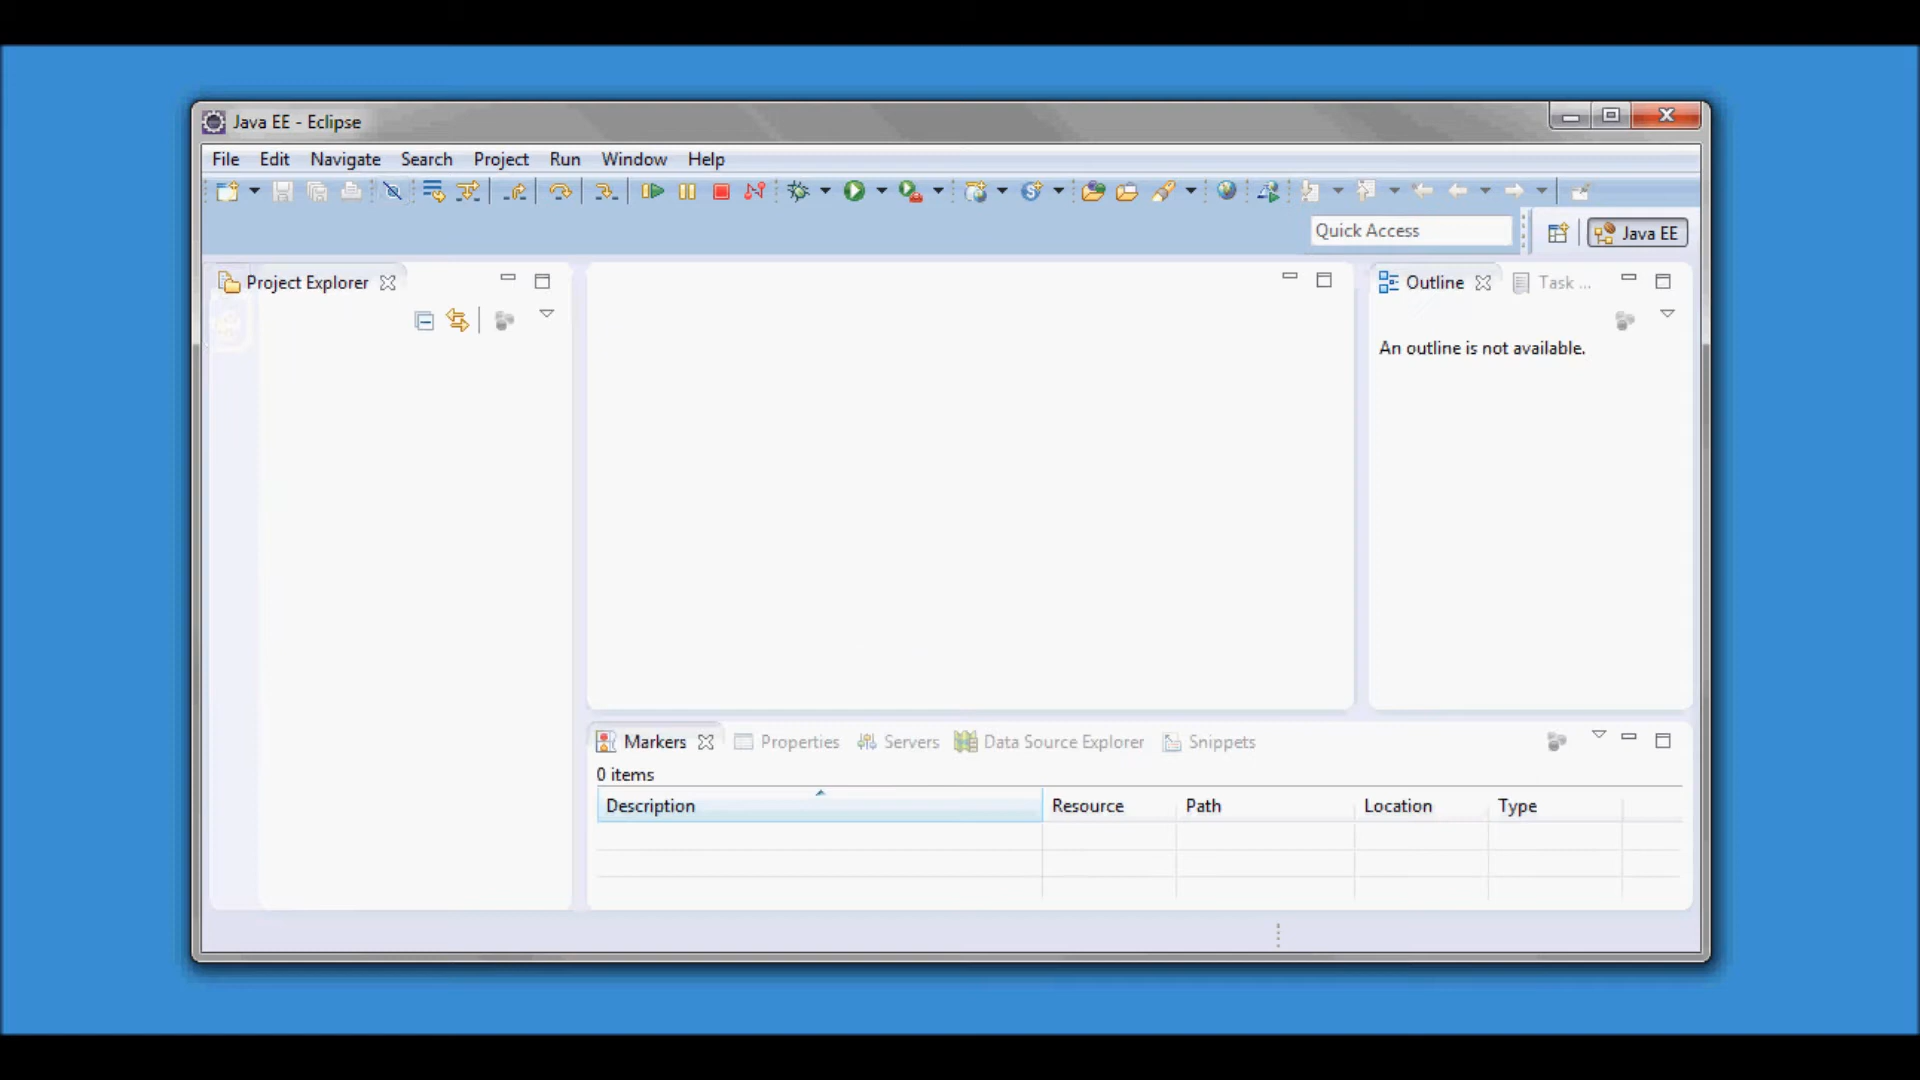 Java EE - Eclipse
File Edit Navigate Search Project Run Window Help
Quick Access
Java EE
Project Explorer
Outline
Task ...
An outline is not available.
Markers Properties Servers Data Source Explorer Snippets
0 items
Description Resource Path Location Type